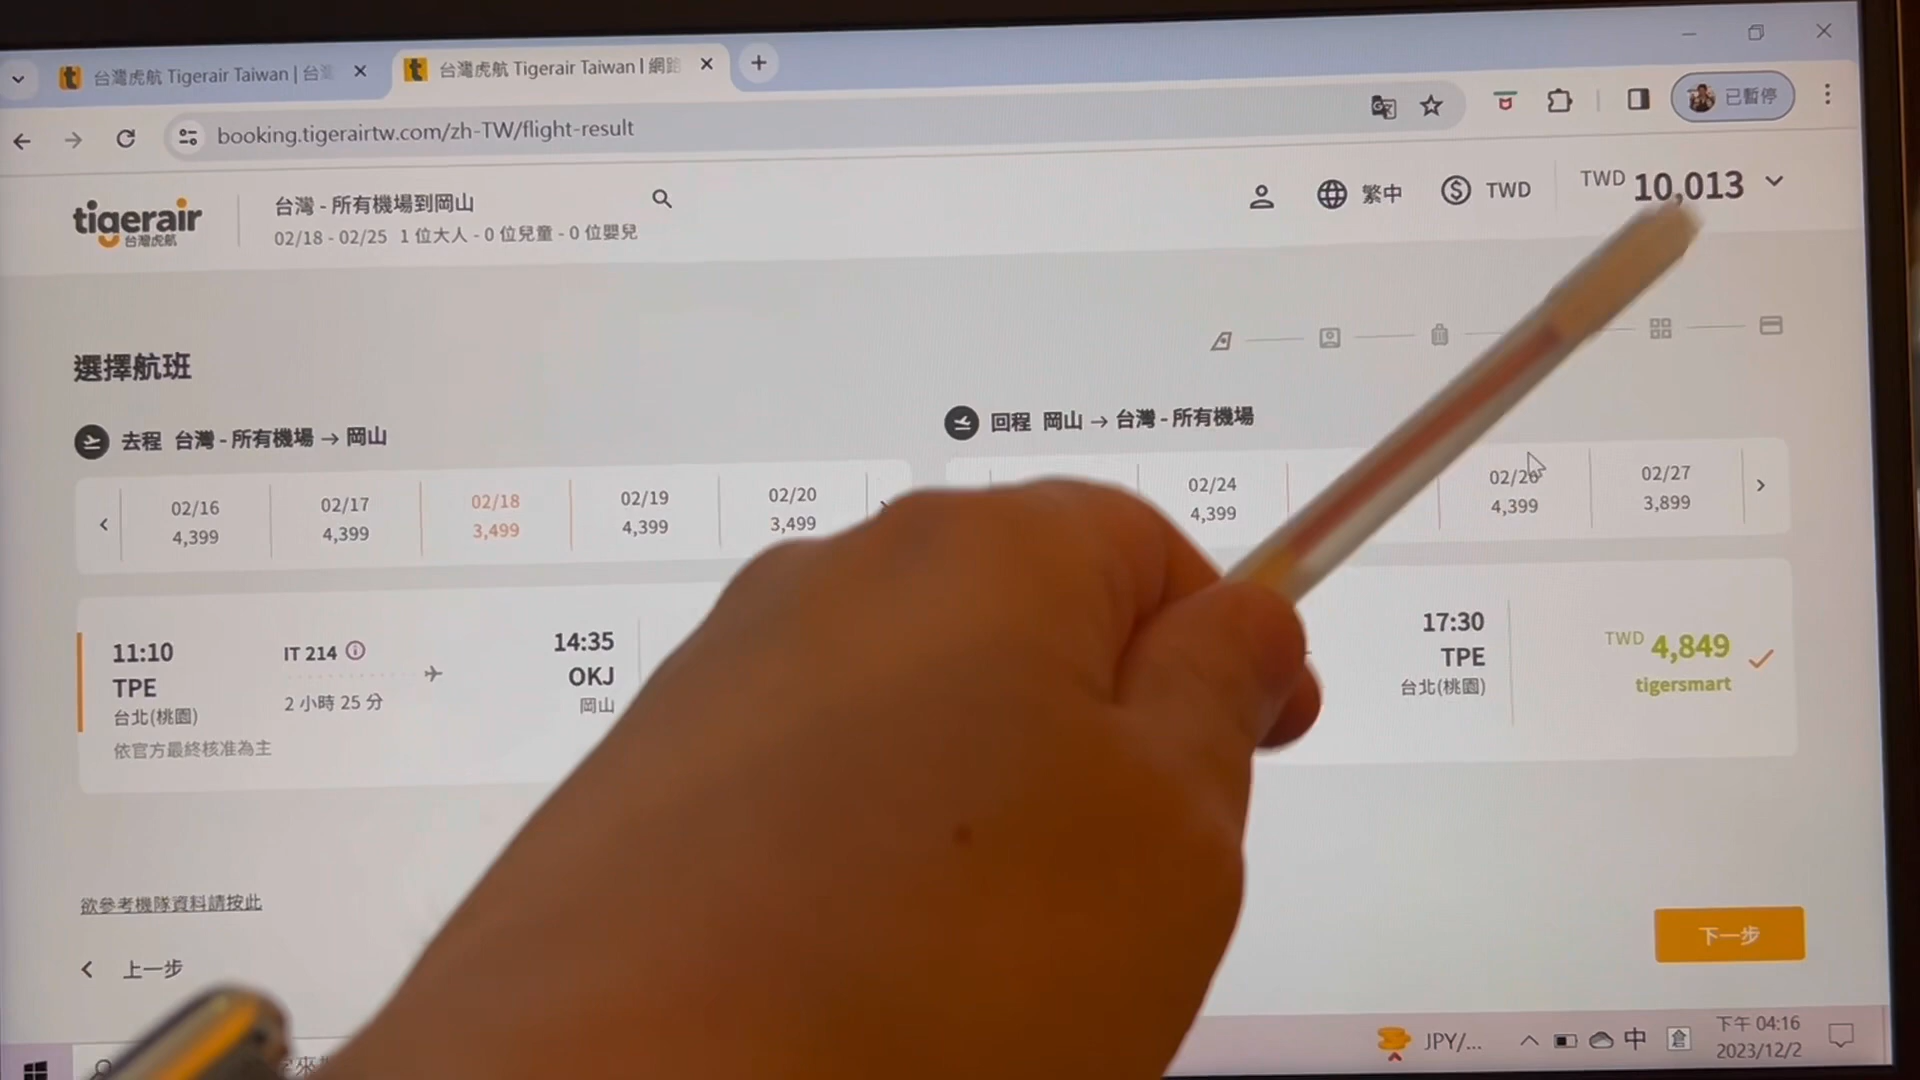 台灣虎航 Tigerair Taiwan | 台灣
台灣虎航 Tigerair Taiwan | 網路
booking.tigerairtw.com/zh-TW/flight-result
已暫停
tigerair
台灣虎航
台灣 - 所有機場到岡山
02/18 - 02/25 1 位大人 - 0 位兒童 - 0 位嬰兒
繁中
TWD
TWD 10,013
選擇航班
去程 台灣 - 所有機場 → 岡山
回程 岡山 → 台灣 - 所有機場
02/16
4,399
02/17
4,399
02/18
3,499
02/19
4,399
02/20
3,499
02/24
4,399
02/26
4,399
02/27
3,899
11:10
TPE
台北(桃園)
依官方最終核准為主
IT 214
2 小時 25 分
14:35
OKJ
岡山
17:30
TPE
台北(桃園)
TWD 4,849
tigersmart
欲參考機隊資料請按此
上一步
下一步
JPY/...
中
倉
下午 04:16
2023/12/2